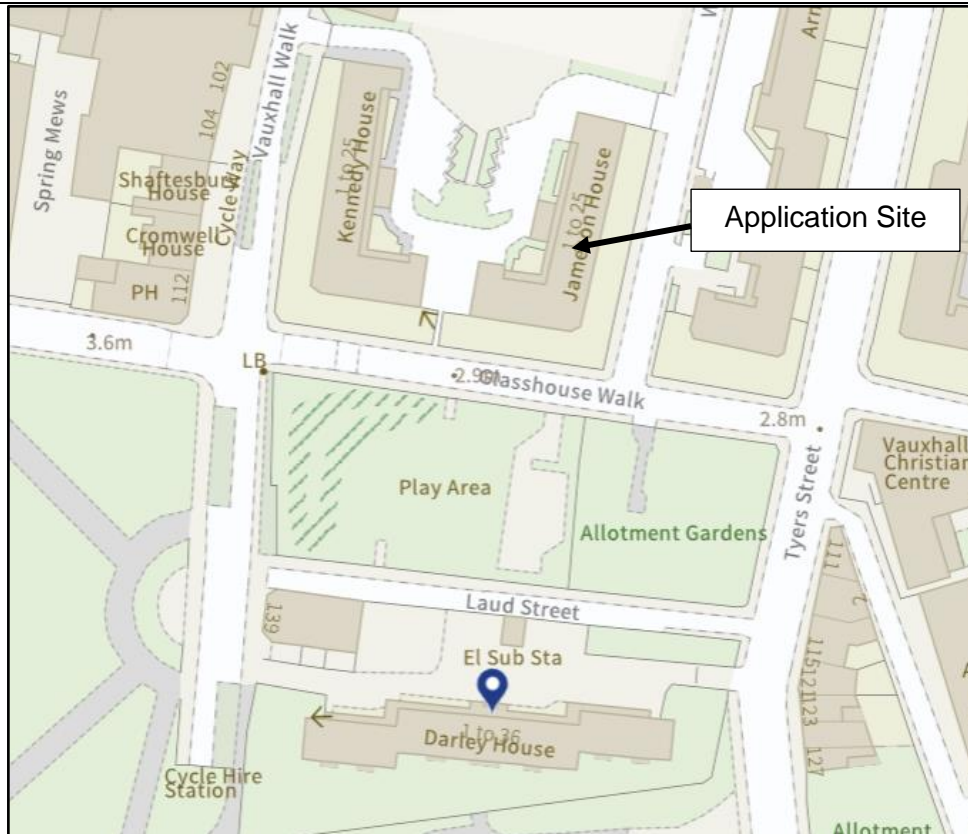 Vauxhall Walk
Spring Mews
102
104
Shaftesbury
House
Cycle Way
Cromwell
House
PH
112
Kennedy House
1 to 25
Jameson House
1 to 25
Application Site
3.6m
LB
2.9m
Glasshouse Walk
2.8m
Vauxhall
Christian
Centre
Play Area
Allotment Gardens
Tyers Street
111
2
Laud Street
139
El Sub Sta
115
121
123
127
1 to 36
Darley House
Cycle Hire
Station
Allotment